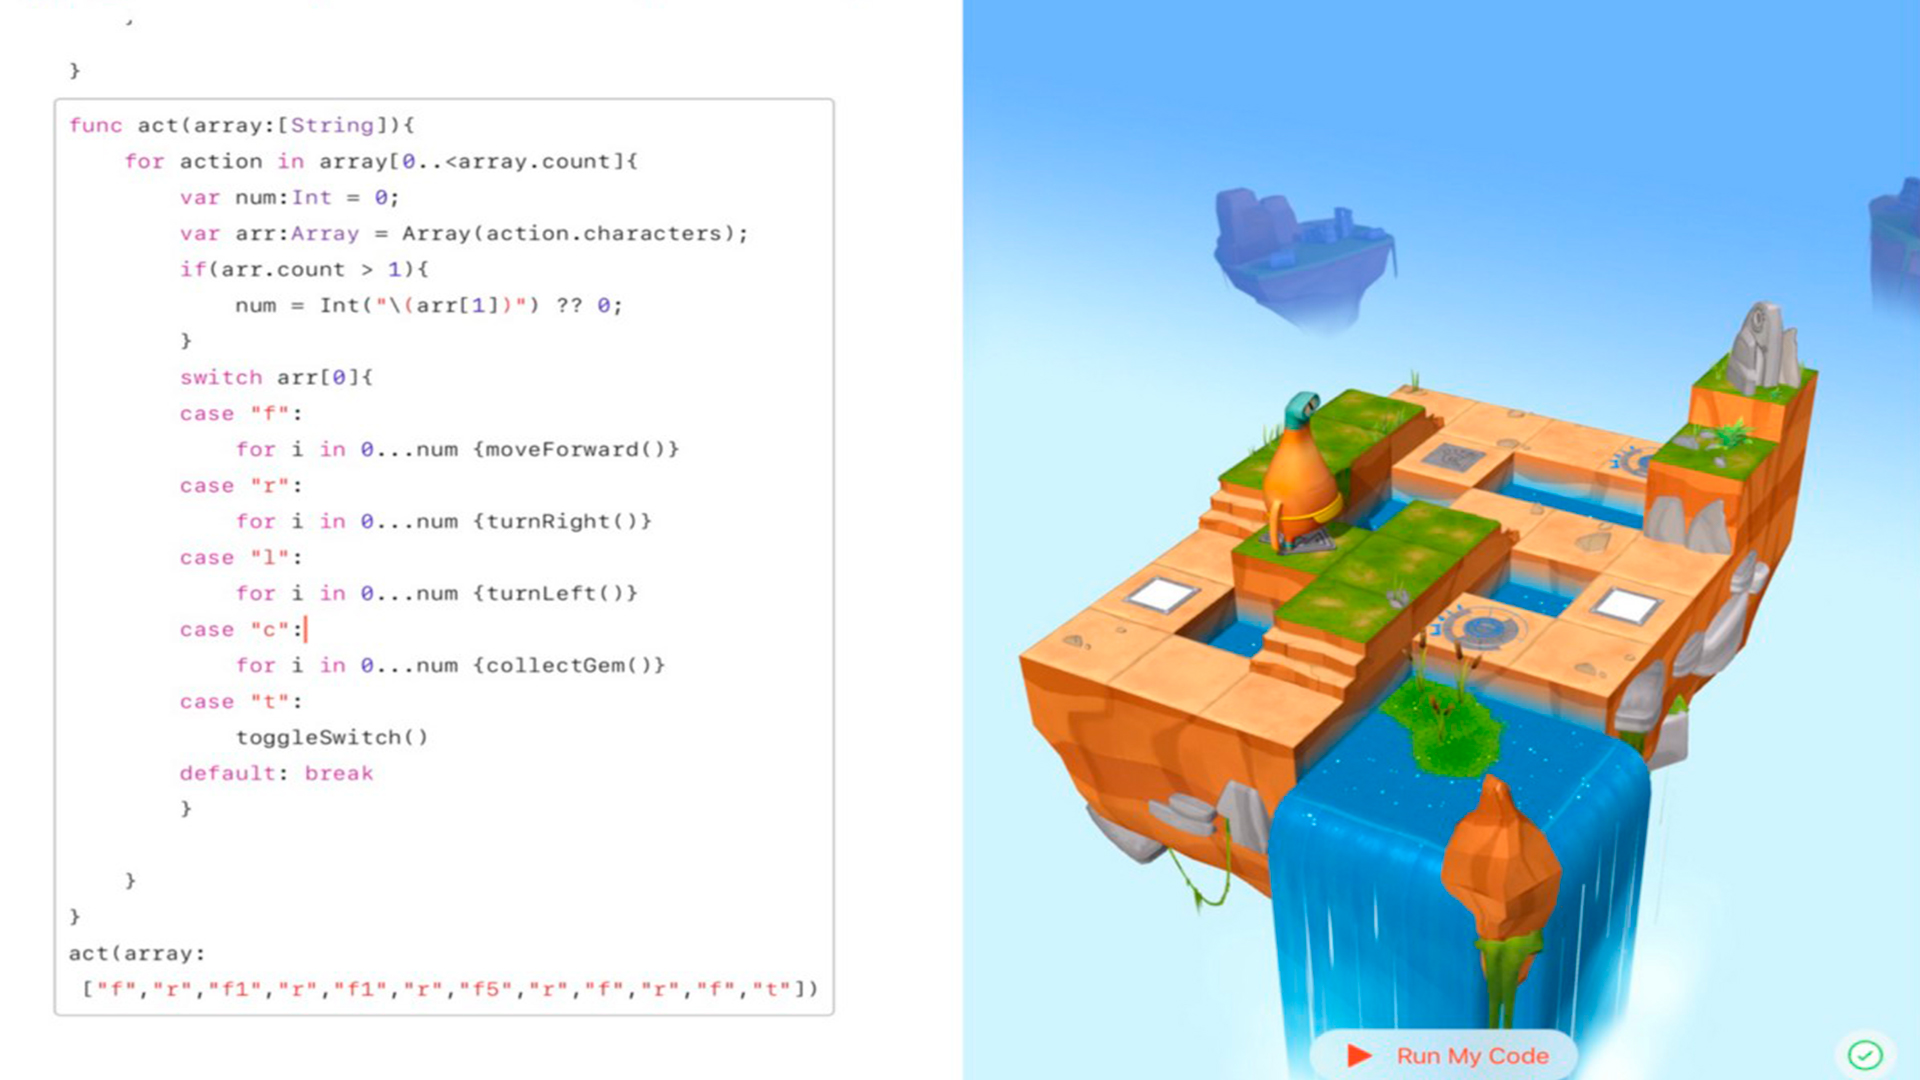 }
func act(array:[String]){
for action in array[0..<array.count]{
var num:Int = 0;
var arr:Array = Array(action.characters);
if(arr.count > 1){
num = Int("\(arr[1])") ?? 0;
}
switch arr[0]{
case "f":
for i in 0...num {moveForward()}
case "r":
for i in 0...num {turnRight()}
case "l":
for i in 0...num {turnLeft()}
case "c":
for i in 0...num {collectGem()}
case "t":
toggleSwitch()
default: break
}
}
}
act(array:
["f","r","f1","r","f1","r","f5","r","f","r","f","t"])
Run My Code